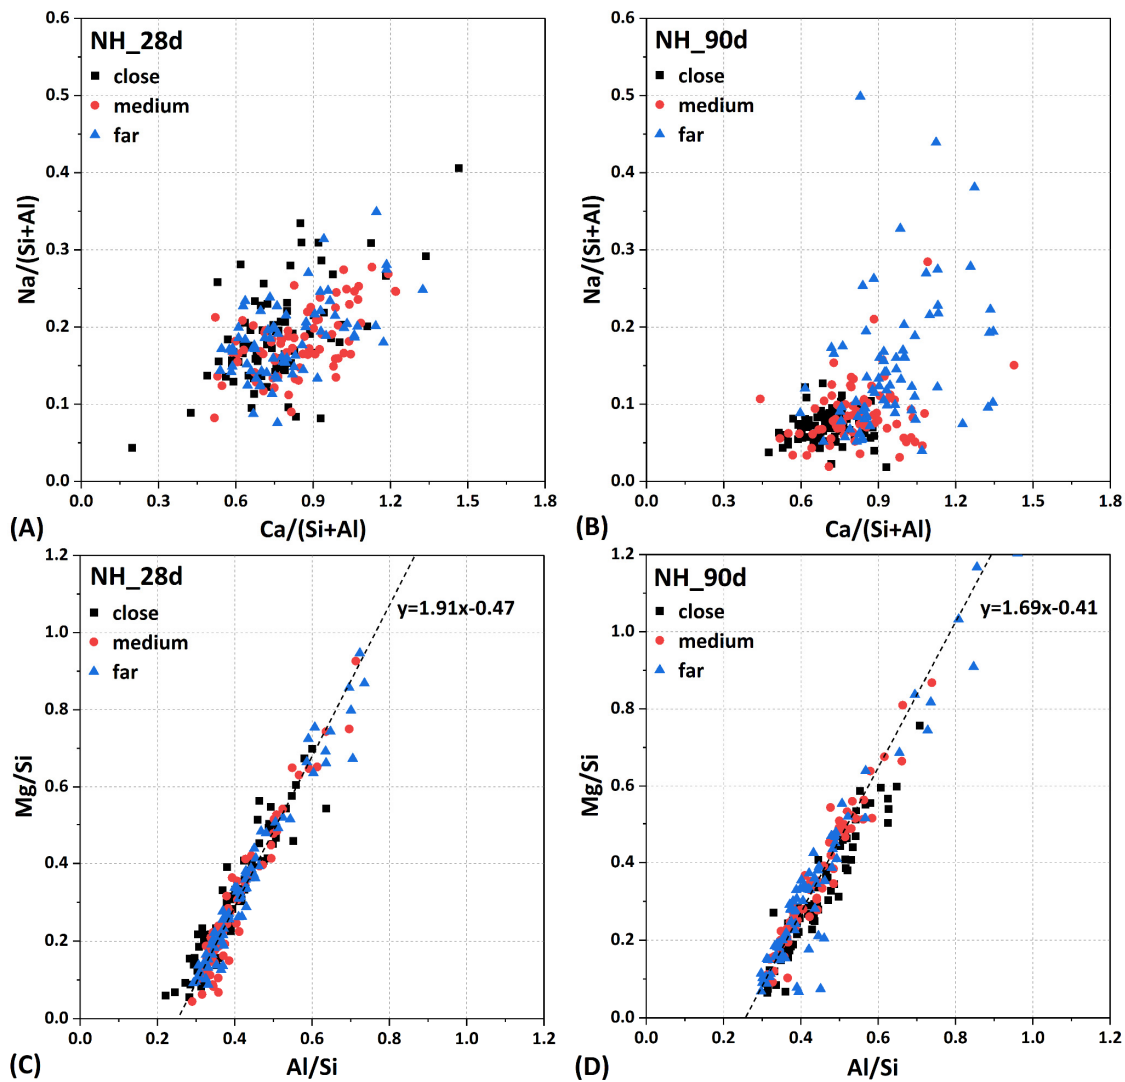 NH_28d
close
medium
far
0.6
0.5
0.4
0.3
0.2
0.1
0.0
Na/(Si+Al)
0.0 0.3 0.6 0.9 1.2 1.5 1.8
Ca/(Si+Al)
(A)
NH_90d
close
medium
far
0.6
0.5
0.4
0.3
0.2
0.1
0.0
Na/(Si+Al)
0.0 0.3 0.6 0.9 1.2 1.5 1.8
Ca/(Si+Al)
(B)
NH_28d
close
medium
far
y=1.91x-0.47
1.2
1.0
0.8
0.6
0.4
0.2
0.0
Mg/Si
0.0 0.2 0.4 0.6 0.8 1.0 1.2
Al/Si
(C)
NH_90d
close
medium
far
y=1.69x-0.41
1.2
1.0
0.8
0.6
0.4
0.2
0.0
Mg/Si
0.0 0.2 0.4 0.6 0.8 1.0 1.2
Al/Si
(D)